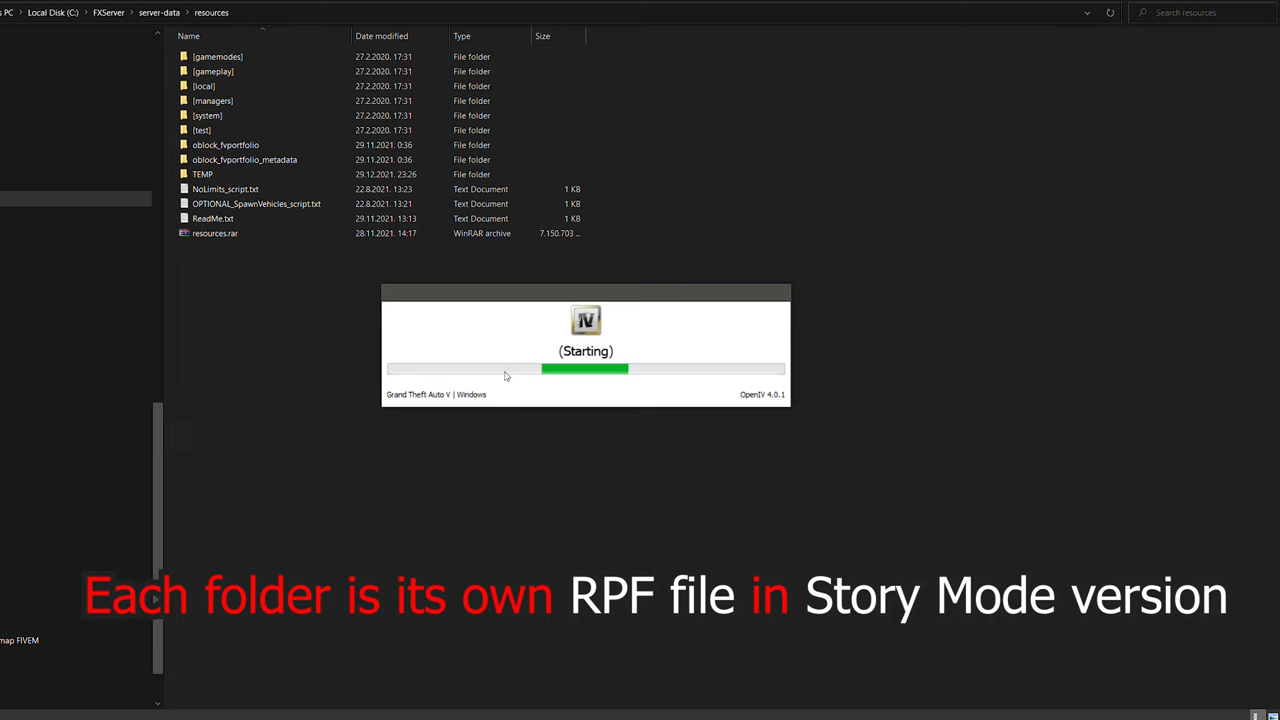 s PC > Local Disk (C:) > FXServer > server-data > resources
Search resources
Name Date modified Type Size
[gamemodes] 27.2.2020. 17:31 File folder
[gameplay] 27.2.2020. 17:31 File folder
[local] 27.2.2020. 17:31 File folder
[managers] 27.2.2020. 17:31 File folder
[system] 27.2.2020. 17:31 File folder
[test] 27.2.2020. 17:31 File folder
oblock_fvportfolio 29.11.2021. 0:36 File folder
oblock_fvportfolio_metadata 29.11.2021. 0:36 File folder
TEMP 29.12.2021. 23:26 File folder
NoLimits_script.txt 22.8.2021. 13:23 Text Document 1 KB
OPTIONAL_SpawnVehicles_script.txt 22.8.2021. 13:21 Text Document 1 KB
ReadMe.txt 29.11.2021. 13:13 Text Document 1 KB
resources.rar 28.11.2021. 14:17 WinRAR archive 7.150.703 ...
IV
(Starting)
Grand Theft Auto V | Windows OpenIV 4.0.1
Each folder is its own RPF file in Story Mode version
map FIVEM